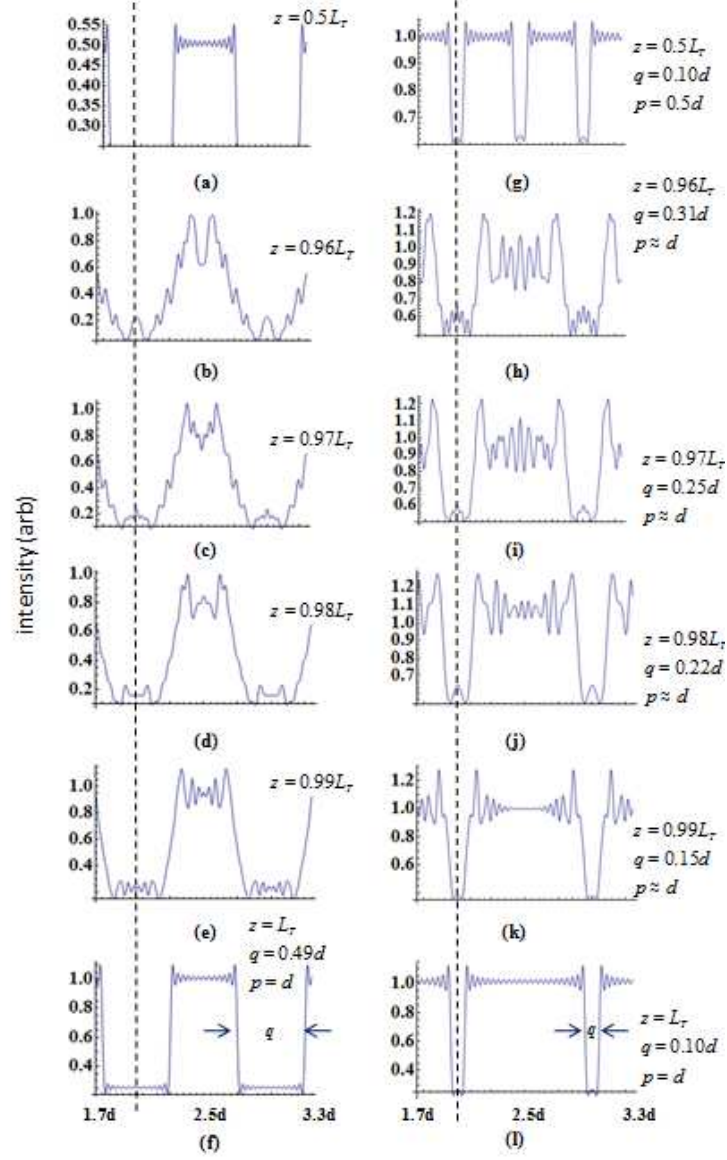 intensity (arb)
0.55
0.50
0.45
0.40
0.35
0.30
z = 0.5L_T
(a)
1.0
0.8
0.6
0.4
0.2
z = 0.96L_T
(b)
1.0
0.8
0.6
0.4
0.2
z = 0.97L_T
(c)
1.0
0.8
0.6
0.4
0.2
z = 0.98L_T
(d)
1.0
0.8
0.6
0.4
z = 0.99L_T
(e)
z = L_T
q = 0.49d
p = d
1.0
0.8
0.6
0.4
q
1.7d 2.5d 3.3d
(f)
1.0
0.9
0.8
0.7
z = 0.5L_T
q = 0.10d
p = 0.5d
(g)
z = 0.96L_T
q = 0.31d
p ≈ d
1.2
1.1
1.0
0.9
0.8
0.7
0.6
(h)
1.2
1.1
1.0
0.9
0.8
0.7
0.6
z = 0.97L_T
q = 0.25d
p ≈ d
(i)
1.2
1.1
1.0
0.9
0.8
0.7
z = 0.98L_T
q = 0.22d
p ≈ d
(j)
1.2
1.0
0.8
0.6
z = 0.99L_T
q = 0.15d
p ≈ d
(k)
1.0
0.8
0.6
0.4
q
z = L_T
q = 0.10d
p = d
1.7d 2.5d 3.3d
(l)